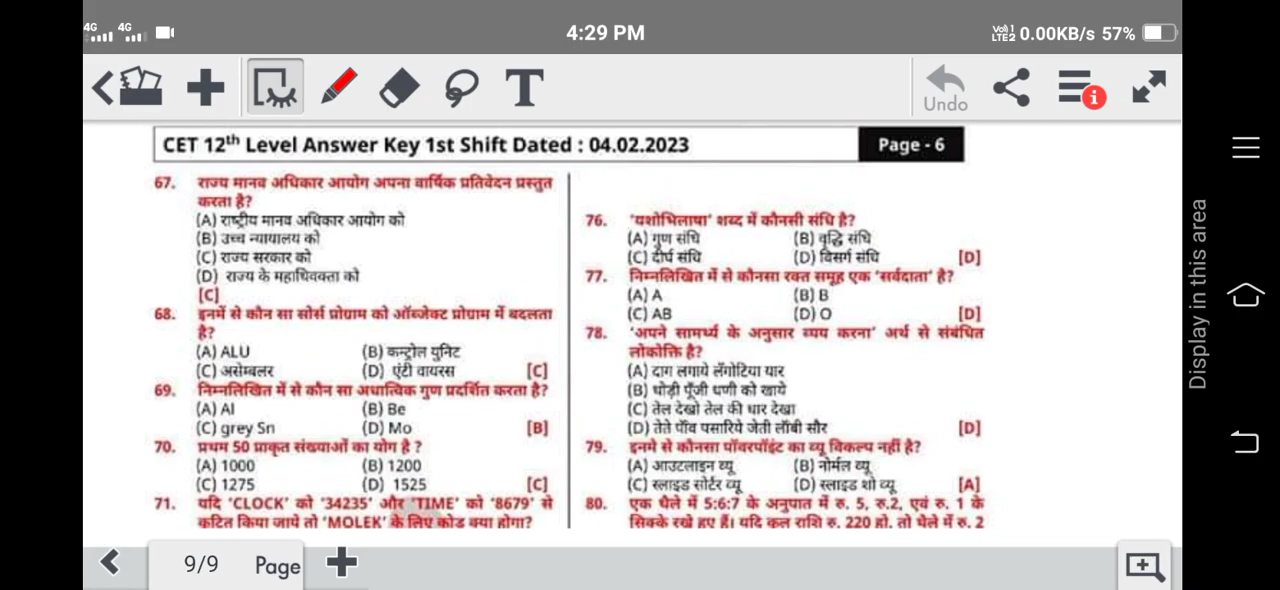 4G 4G 4:29 PM Vo)) 1 LTE2 0.00KB/s 57%
T Undo i
CET 12th Level Answer Key 1st Shift Dated : 04.02.2023 Page - 6
67. राज्य मानव अधिकार आयोग अपना वार्षिक प्रतिवेदन प्रस्तुत
करता है?
(A) राष्ट्रीय मानव अधिकार आयोग को
(B) उच्च न्यायालय को
(C) राज्य सरकार को
(D) राज्य के महाधिवक्ता को
[C]
68. इनमें से कौन सा सोर्स प्रोग्राम को ऑब्जेक्ट प्रोग्राम में बदलता
है?
(A) ALU (B) कन्ट्रोल युनिट
(C) असेम्बलर (D) एंटी वायरस [C]
69. निम्नलिखित में से कौन सा अधात्विक गुण प्रदर्शित करता है?
(A) Al (B) Be
(C) grey Sn (D) Mo [B]
70. प्रथम 50 प्राकृत संख्याओं का योग है ?
(A) 1000 (B) 1200
(C) 1275 (D) 1525 [C]
71. यदि 'CLOCK' को '34235' और 'TIME' को '8679' से
कूटित किया जाये तो 'MOLEK' के लिए कोड क्या होगा?
76. 'यशोभिलाषा' शब्द में कौनसी संधि है?
(A) गुण संधि (B) वृद्धि संधि
(C) दीर्घ संधि (D) विसर्ग संधि [D]
77. निम्नलिखित में से कौनसा रक्त समूह एक 'सर्वदाता' है?
(A) A (B) B
(C) AB (D) O [D]
78. 'अपने सामर्थ्य के अनुसार व्यय करना' अर्थ से संबंधित
लोकोक्ति है?
(A) दाग लगाये लँगोटिया यार
(B) थोड़ी पूँजी धणी को खाये
(C) तेल देखो तेल की धार देखा
(D) तेते पाँव पसारिये जेती लाँबी सौर [D]
79. इनमे से कौनसा पॉवरपॉइंट का व्यू विकल्प नहीं है?
(A) आउटलाइन व्यू (B) नोर्मल व्यू
(C) स्लाइड सोर्टर व्यू (D) स्लाइड शो व्यू [A]
80. एक थैले में 5:6:7 के अनुपात में रु. 5, रु.2, एवं रु. 1 के
सिक्के रखे हुए हैं। यदि कुल राशि रु. 220 हो, तो थैले में रु. 2
9/9 Page
Display in this area